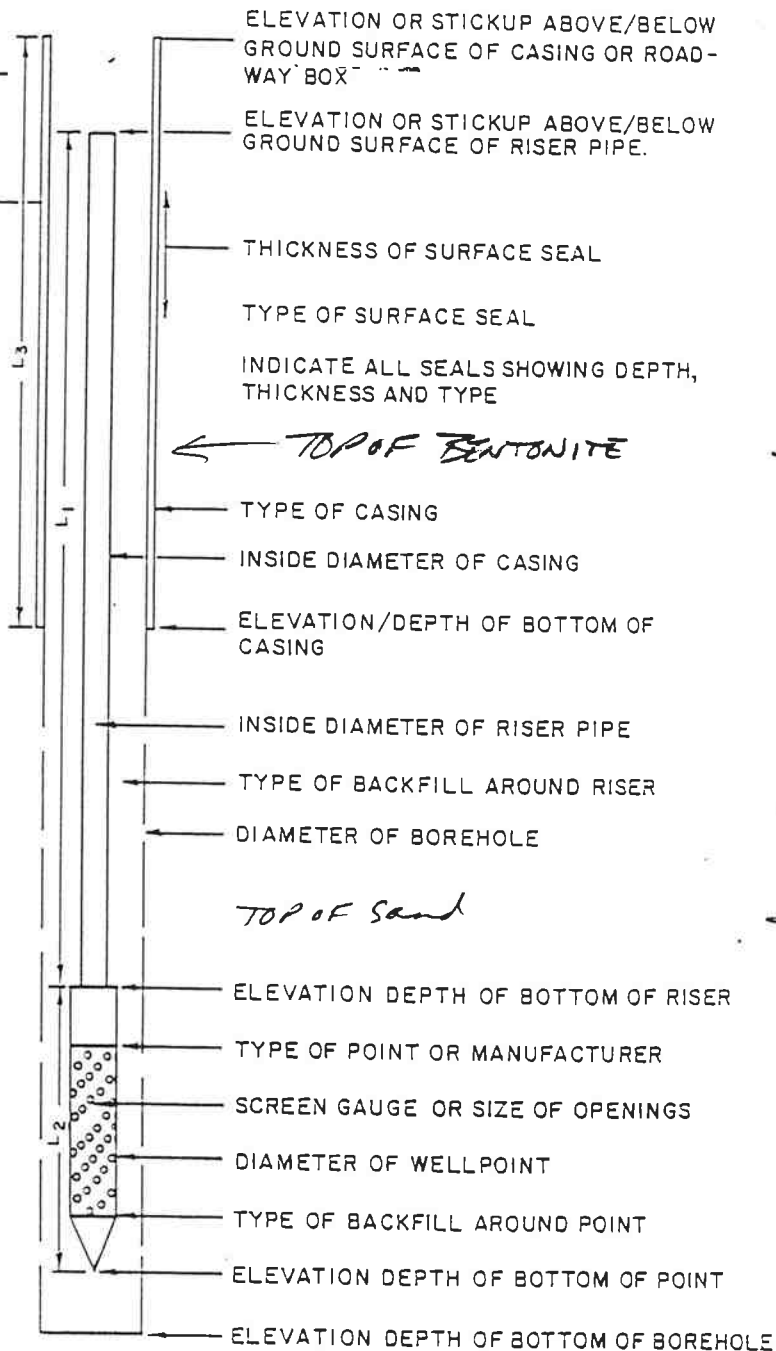 ELEVATION OR STICKUP ABOVE/BELOW
GROUND SURFACE OF CASING OR ROAD-
WAY BOX
ELEVATION OR STICKUP ABOVE/BELOW
GROUND SURFACE OF RISER PIPE.
THICKNESS OF SURFACE SEAL
TYPE OF SURFACE SEAL
INDICATE ALL SEALS SHOWING DEPTH,
THICKNESS AND TYPE
L3
TOP OF BENTONITE
L1
TYPE OF CASING
INSIDE DIAMETER OF CASING
ELEVATION/DEPTH OF BOTTOM OF
CASING
INSIDE DIAMETER OF RISER PIPE
TYPE OF BACKFILL AROUND RISER
DIAMETER OF BOREHOLE
TOP OF Sand
ELEVATION DEPTH OF BOTTOM OF RISER
TYPE OF POINT OR MANUFACTURER
SCREEN GAUGE OR SIZE OF OPENINGS
L2
DIAMETER OF WELLPOINT
TYPE OF BACKFILL AROUND POINT
ELEVATION DEPTH OF BOTTOM OF POINT
ELEVATION DEPTH OF BOTTOM OF BOREHOLE